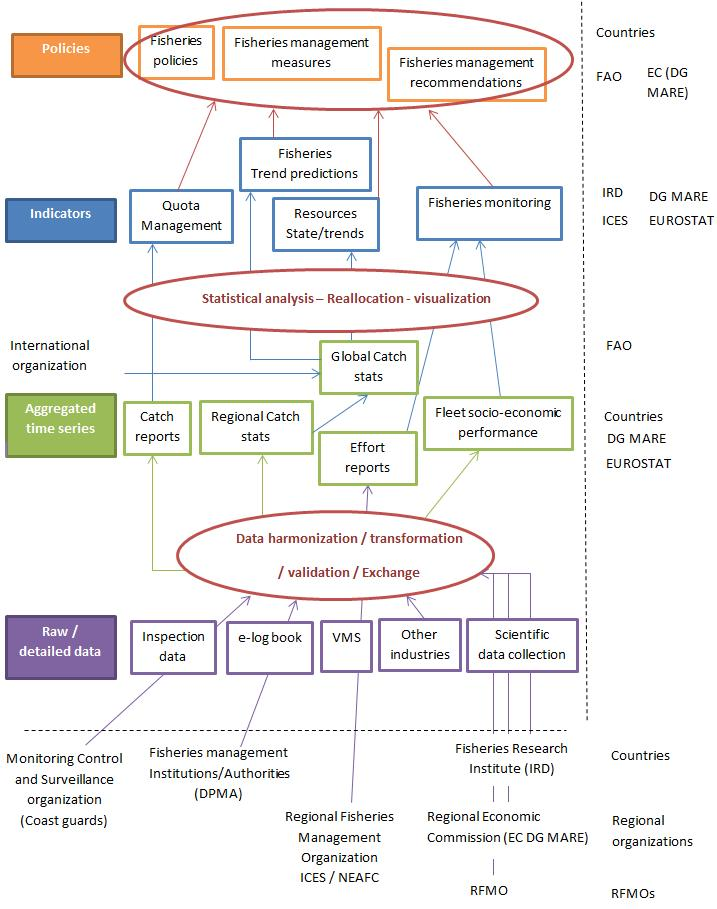 Policies
Fisheries
policies
Fisheries management
measures
Fisheries management
recommendations
Countries
FAO
EC (DG
MARE)
Fisheries
Trend predictions
Indicators
Quota
Management
Resources
State/trends
Fisheries monitoring
IRD
DG MARE
ICES
EUROSTAT
Statistical analysis – Reallocation - visualization
International
organization
Global Catch
stats
FAO
Aggregated
time series
Catch
reports
Regional Catch
stats
Effort
reports
Fleet socio-economic
performance
Countries
DG MARE
EUROSTAT
Data harmonization / transformation
/ validation / Exchange
Raw /
detailed data
Inspection
data
e-log book
VMS
Other
industries
Scientific
data collection
Monitoring Control
and Surveillance
organization
(Coast guards)
Fisheries management
Institutions/Authorities
(DPMA)
Regional Fisheries
Management
Organization
ICES / NEAFC
Fisheries Research
Institute (IRD)
Regional Economic
Commission (EC DG MARE)
RFMO
Countries
Regional
organizations
RFMOs